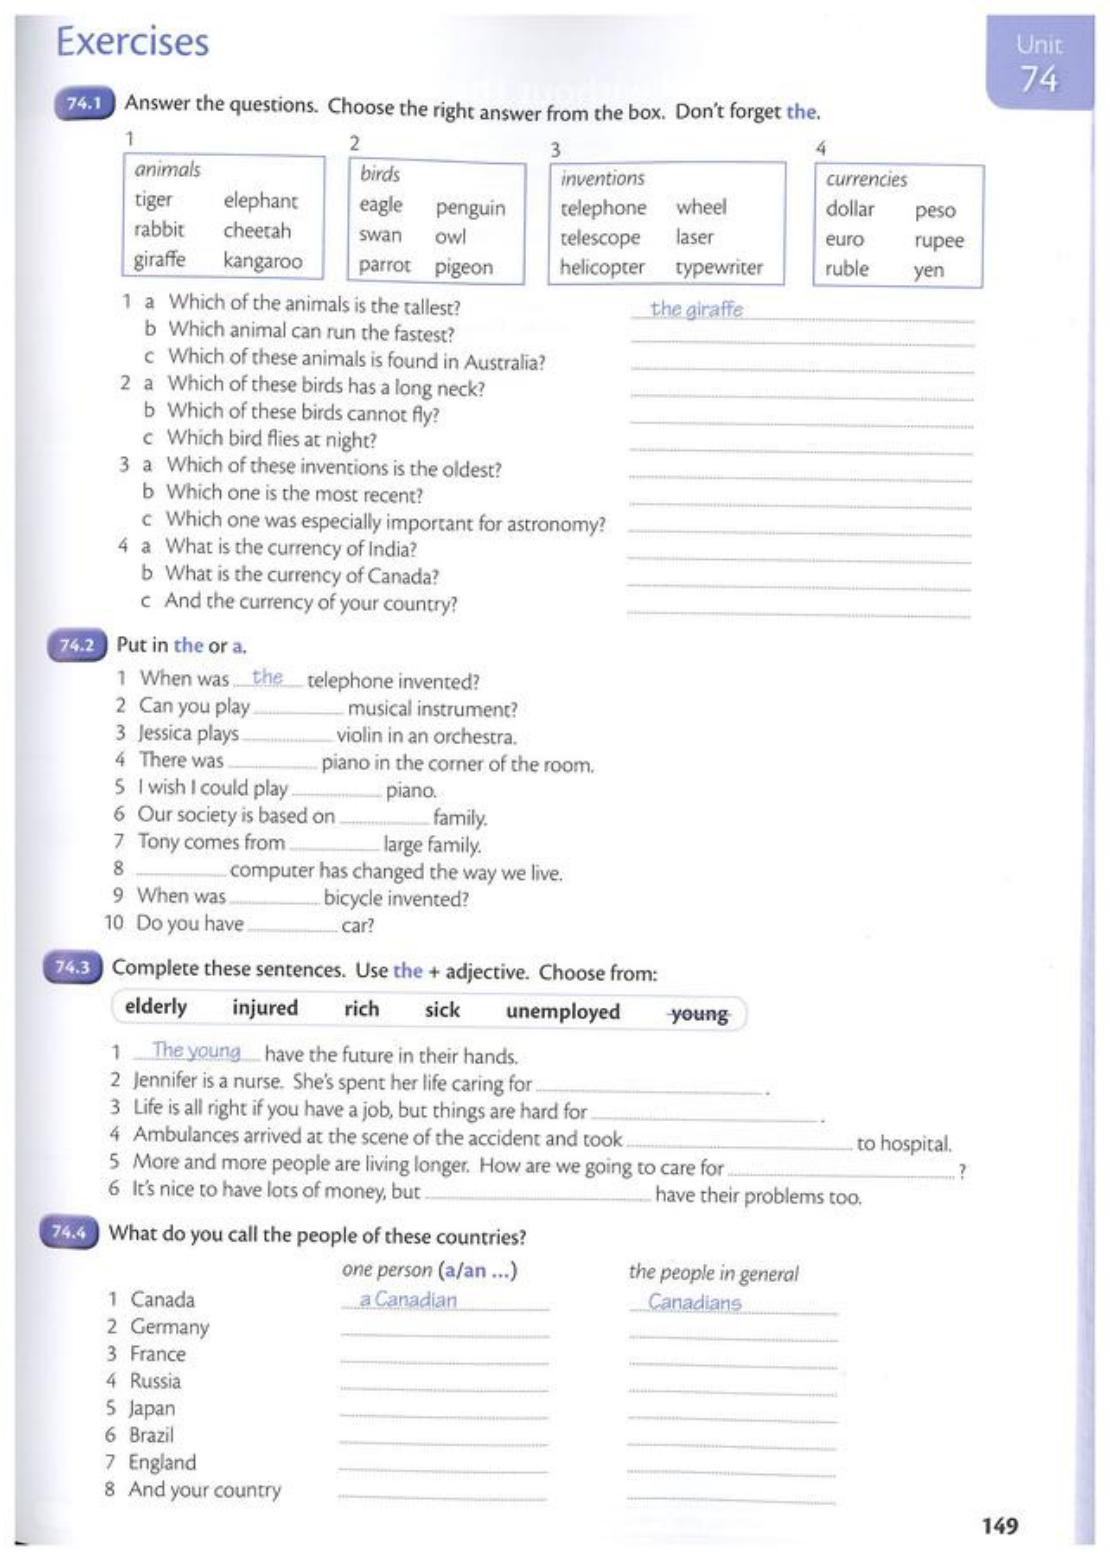 Exercises
Unit
74
74.1 Answer the questions. Choose the right answer from the box. Don't forget the.
1
animals
tiger elephant
rabbit cheetah
giraffe kangaroo
2
birds
eagle penguin
swan owl
parrot pigeon
3
inventions
telephone wheel
telescope laser
helicopter typewriter
4
currencies
dollar peso
euro rupee
ruble yen
1 a Which of the animals is the tallest? the giraffe
b Which animal can run the fastest?
c Which of these animals is found in Australia?
2 a Which of these birds has a long neck?
b Which of these birds cannot fly?
c Which bird flies at night?
3 a Which of these inventions is the oldest?
b Which one is the most recent?
c Which one was especially important for astronomy?
4 a What is the currency of India?
b What is the currency of Canada?
c And the currency of your country?
74.2 Put in the or a.
1 When was the telephone invented?
2 Can you play ............ musical instrument?
3 Jessica plays ............ violin in an orchestra.
4 There was ............ piano in the corner of the room.
5 I wish I could play ............ piano.
6 Our society is based on ............ family.
7 Tony comes from ............ large family.
8 ............ computer has changed the way we live.
9 When was ............ bicycle invented?
10 Do you have ............ car?
74.3 Complete these sentences. Use the + adjective. Choose from:
elderly injured rich sick unemployed young
1 The young have the future in their hands.
2 Jennifer is a nurse. She's spent her life caring for ............ .
3 Life is all right if you have a job, but things are hard for ............ .
4 Ambulances arrived at the scene of the accident and took ............ to hospital.
5 More and more people are living longer. How are we going to care for ............ ?
6 It's nice to have lots of money, but ............ have their problems too.
74.4 What do you call the people of these countries?
one person (a/an ...) the people in general
1 Canada a Canadian Canadians
2 Germany
3 France
4 Russia
5 Japan
6 Brazil
7 England
8 And your country
149